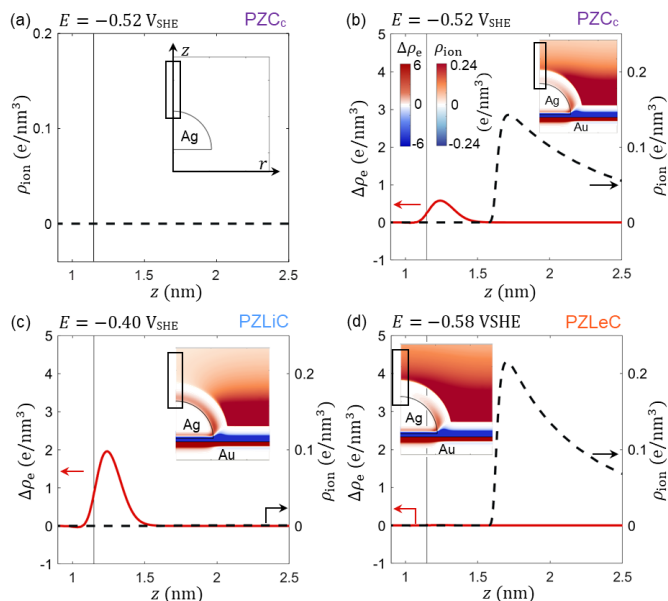 (a) E = −0.52 V_SHE PZC_c
0.2
0.1
0
ρ_ion (e/nm³)
z
Ag
r
1 1.5 2 2.5
z (nm)
(b) E = −0.52 V_SHE PZC_c
5
4
3
2
1
0
-1
Δρ_e (e/nm³)
Δρ_e ρ_ion
6 0.24
0 0
-6 -0.24
(e/nm³)
Ag
Au
0.2
0.1
0
ρ_ion (e/nm³)
1 1.5 2 2.5
z (nm)
(c) E = −0.40 V_SHE PZLiC
5
4
3
2
1
0
-1
Δρ_e (e/nm³)
Ag
Au
0.2
0.1
0
ρ_ion (e/nm³)
1 1.5 2 2.5
z (nm)
(d) E = −0.58 VSHE PZLeC
5
4
3
2
1
0
-1
Δρ_e (e/nm³)
Ag
Au
0.2
0.1
0
ρ_ion (e/nm³)
1 1.5 2 2.5
z (nm)